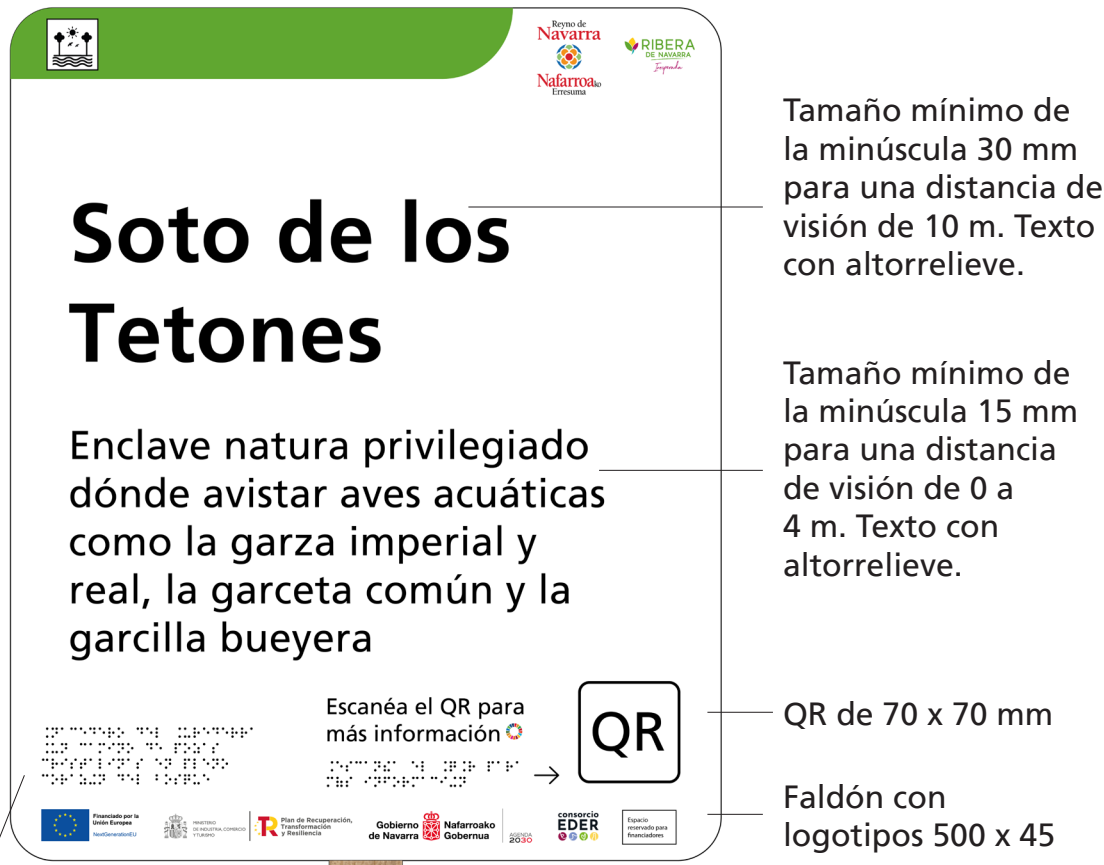 Reyno de
Navarra
Nafarroako
Erresuma
RIBERA
DE NAVARRA
Imprenda
Soto de los
Tetones
Enclave natura privilegiado
dónde avistar aves acuáticas
como la garza imperial y
real, la garceta común y la
garcilla bueyera
Escanéa el QR para
más información
QR
Financiado por la
Unión Europea
NextGenerationEU
MINISTERIO
DE INDUSTRIA, COMERCIO
Y TURISMO
Plan de Recuperación,
Transformación
y Resiliencia
Gobierno
de Navarra
Nafarroako
Gobernua
AGENDA
2030
consorcio
EDER
eder
Espacio
reservado para
financiadores
Tamaño mínimo de
la minúscula 30 mm
para una distancia de
visión de 10 m. Texto
con altorrelieve.
Tamaño mínimo de
la minúscula 15 mm
para una distancia
de visión de 0 a
4 m. Texto con
altorrelieve.
QR de 70 x 70 mm
Faldón con
logotipos 500 x 45